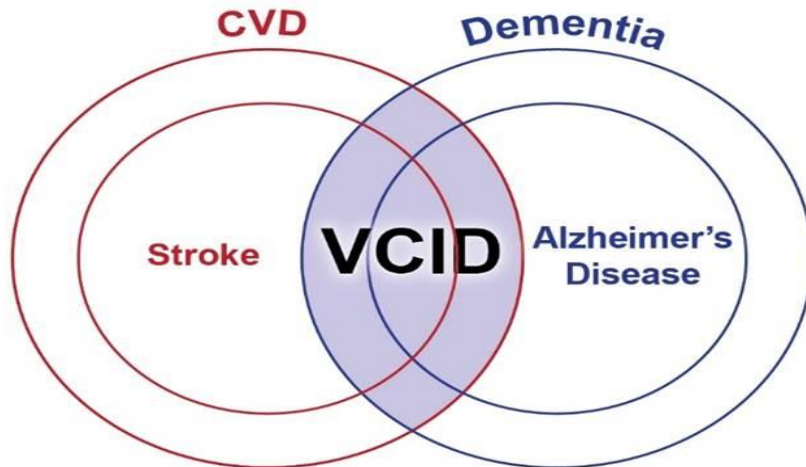 CVD
Dementia
Stroke
VCID
Alzheimer's
Disease